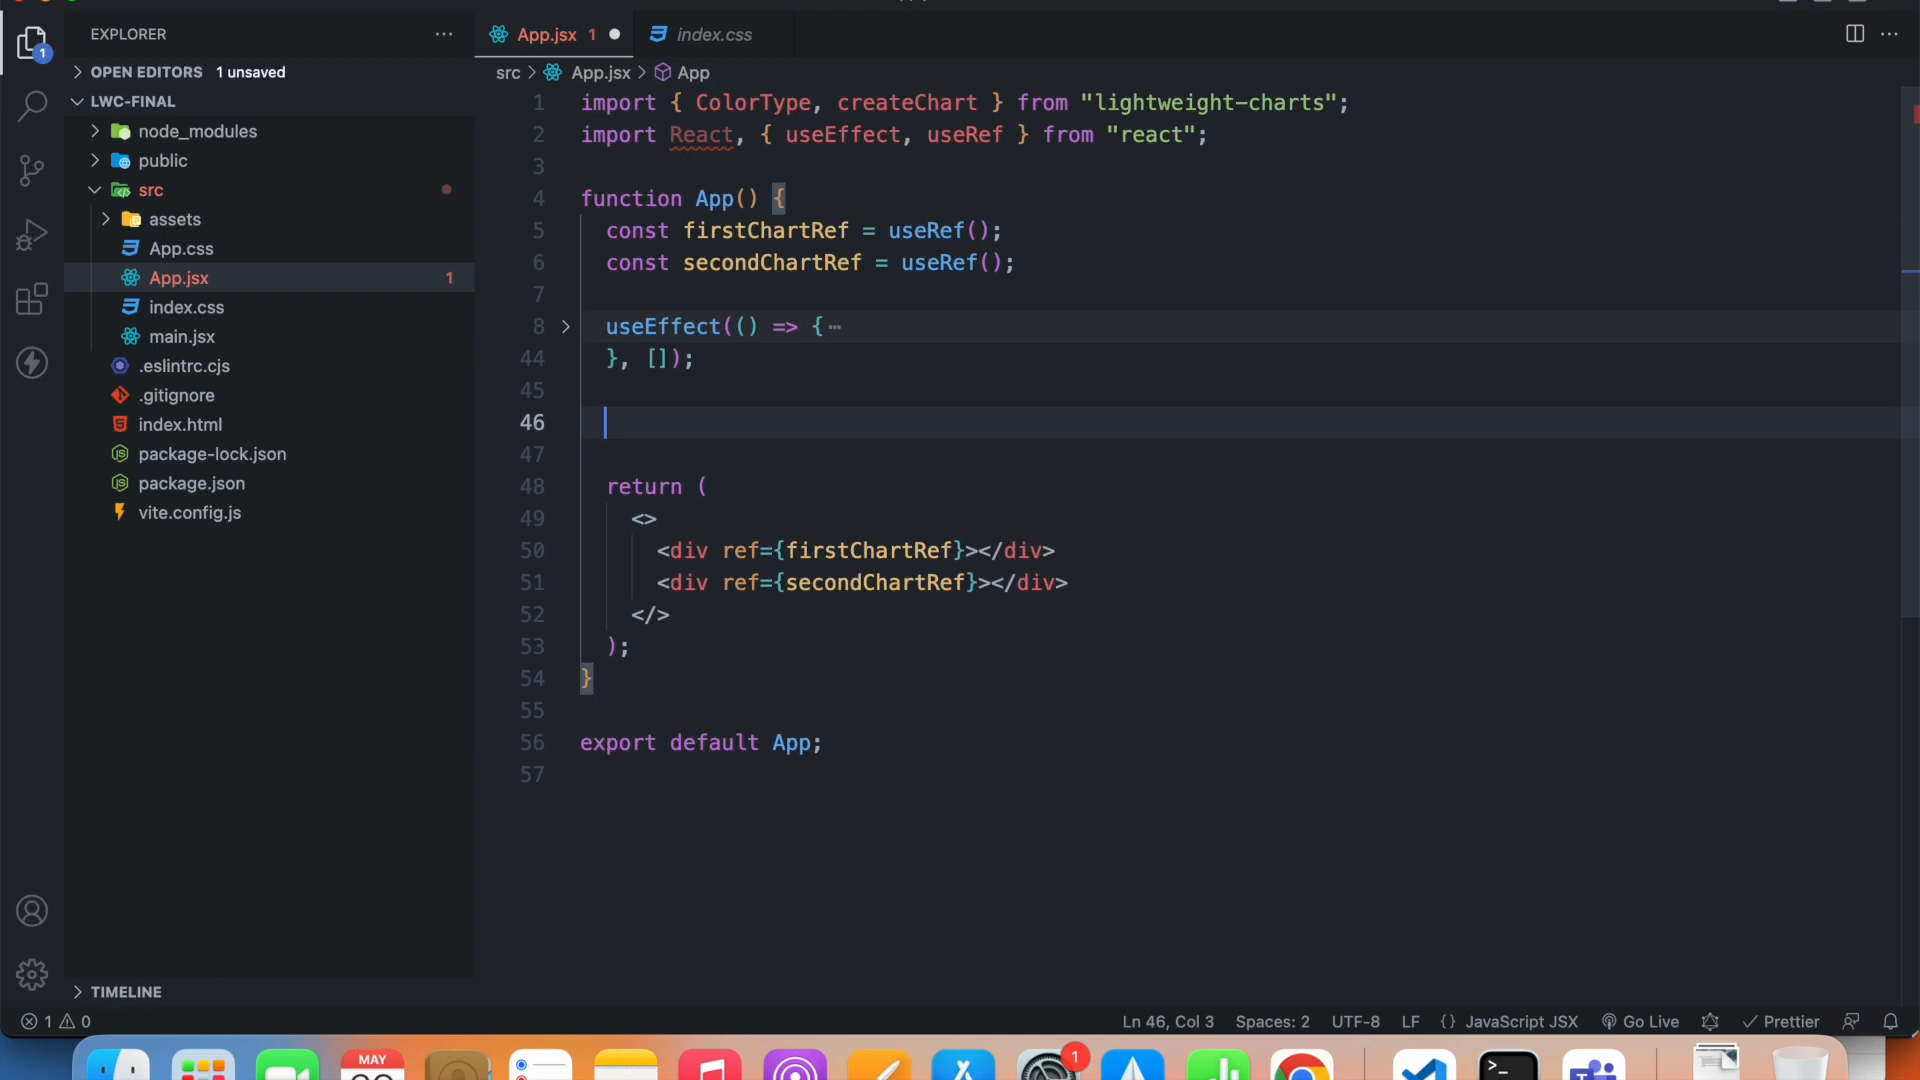 EXPLORER
OPEN EDITORS 1 unsaved
LWC-FINAL
node_modules
public
src
assets
App.css
App.jsx 1
index.css
main.jsx
.eslintrc.cjs
.gitignore
index.html
package-lock.json
package.json
vite.config.js
TIMELINE
1
App.jsx 1
index.css
src > App.jsx > App
1 import { ColorType, createChart } from "lightweight-charts";
2 import React, { useEffect, useRef } from "react";
3
4 function App() {
5 const firstChartRef = useRef();
6 const secondChartRef = useRef();
7
8 useEffect(() => {⋯
44 }, []);
45
46
47
48 return (
49 <>
50 <div ref={firstChartRef}></div>
51 <div ref={secondChartRef}></div>
52 </>
53 );
54 }
55
56 export default App;
57
1 0
Ln 46, Col 3 Spaces: 2 UTF-8 LF {} JavaScript JSX Go Live Prettier
MAY
1
>_